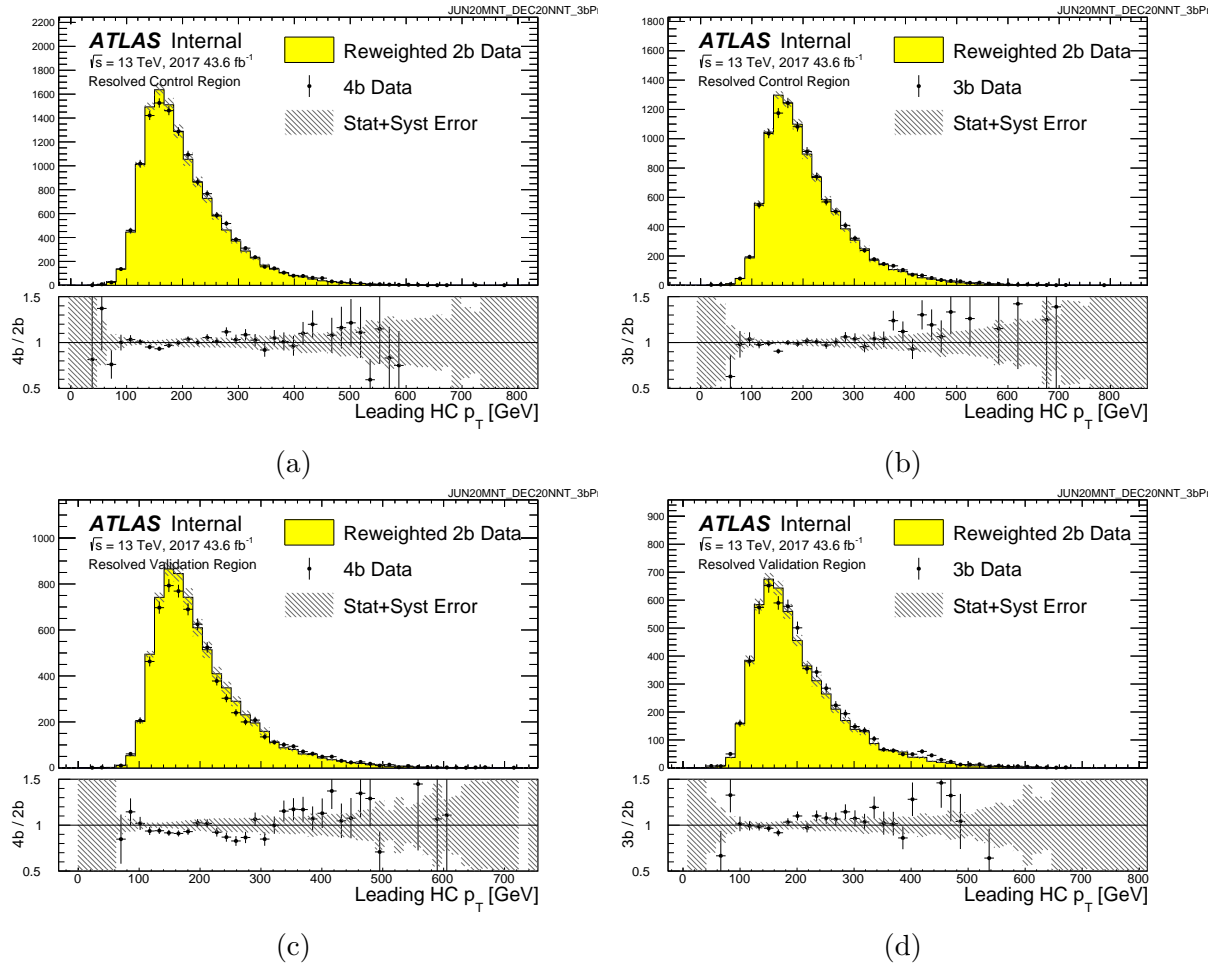 JUN20MNT_DEC20NNT_3bPr
ATLAS Internal
√s = 13 TeV, 2017 43.6 fb-1
Resolved Control Region
Reweighted 2b Data
4b Data
Stat+Syst Error
2200
2000
1800
1600
1400
1200
1000
800
600
400
200
0
4b / 2b
1.5
1
0.5
0 100 200 300 400 500 600 700 800
Leading HC pT [GeV]
(a)
JUN20MNT_DEC20NNT_3bPr
ATLAS Internal
√s = 13 TeV, 2017 43.6 fb-1
Resolved Control Region
Reweighted 2b Data
3b Data
Stat+Syst Error
1800
1600
1400
1200
1000
800
600
400
200
0
3b / 2b
1.5
1
0.5
0 100 200 300 400 500 600 700 800
Leading HC pT [GeV]
(b)
JUN20MNT_DEC20NNT_3bPr
ATLAS Internal
√s = 13 TeV, 2017 43.6 fb-1
Resolved Validation Region
Reweighted 2b Data
4b Data
Stat+Syst Error
1000
800
600
400
200
0
4b / 2b
1.5
1
0.5
0 100 200 300 400 500 600 700
Leading HC pT [GeV]
(c)
JUN20MNT_DEC20NNT_3bPr
ATLAS Internal
√s = 13 TeV, 2017 43.6 fb-1
Resolved Validation Region
Reweighted 2b Data
3b Data
Stat+Syst Error
900
800
700
600
500
400
300
200
100
0
3b / 2b
1.5
1
0.5
0 100 200 300 400 500 600 700 800
Leading HC pT [GeV]
(d)